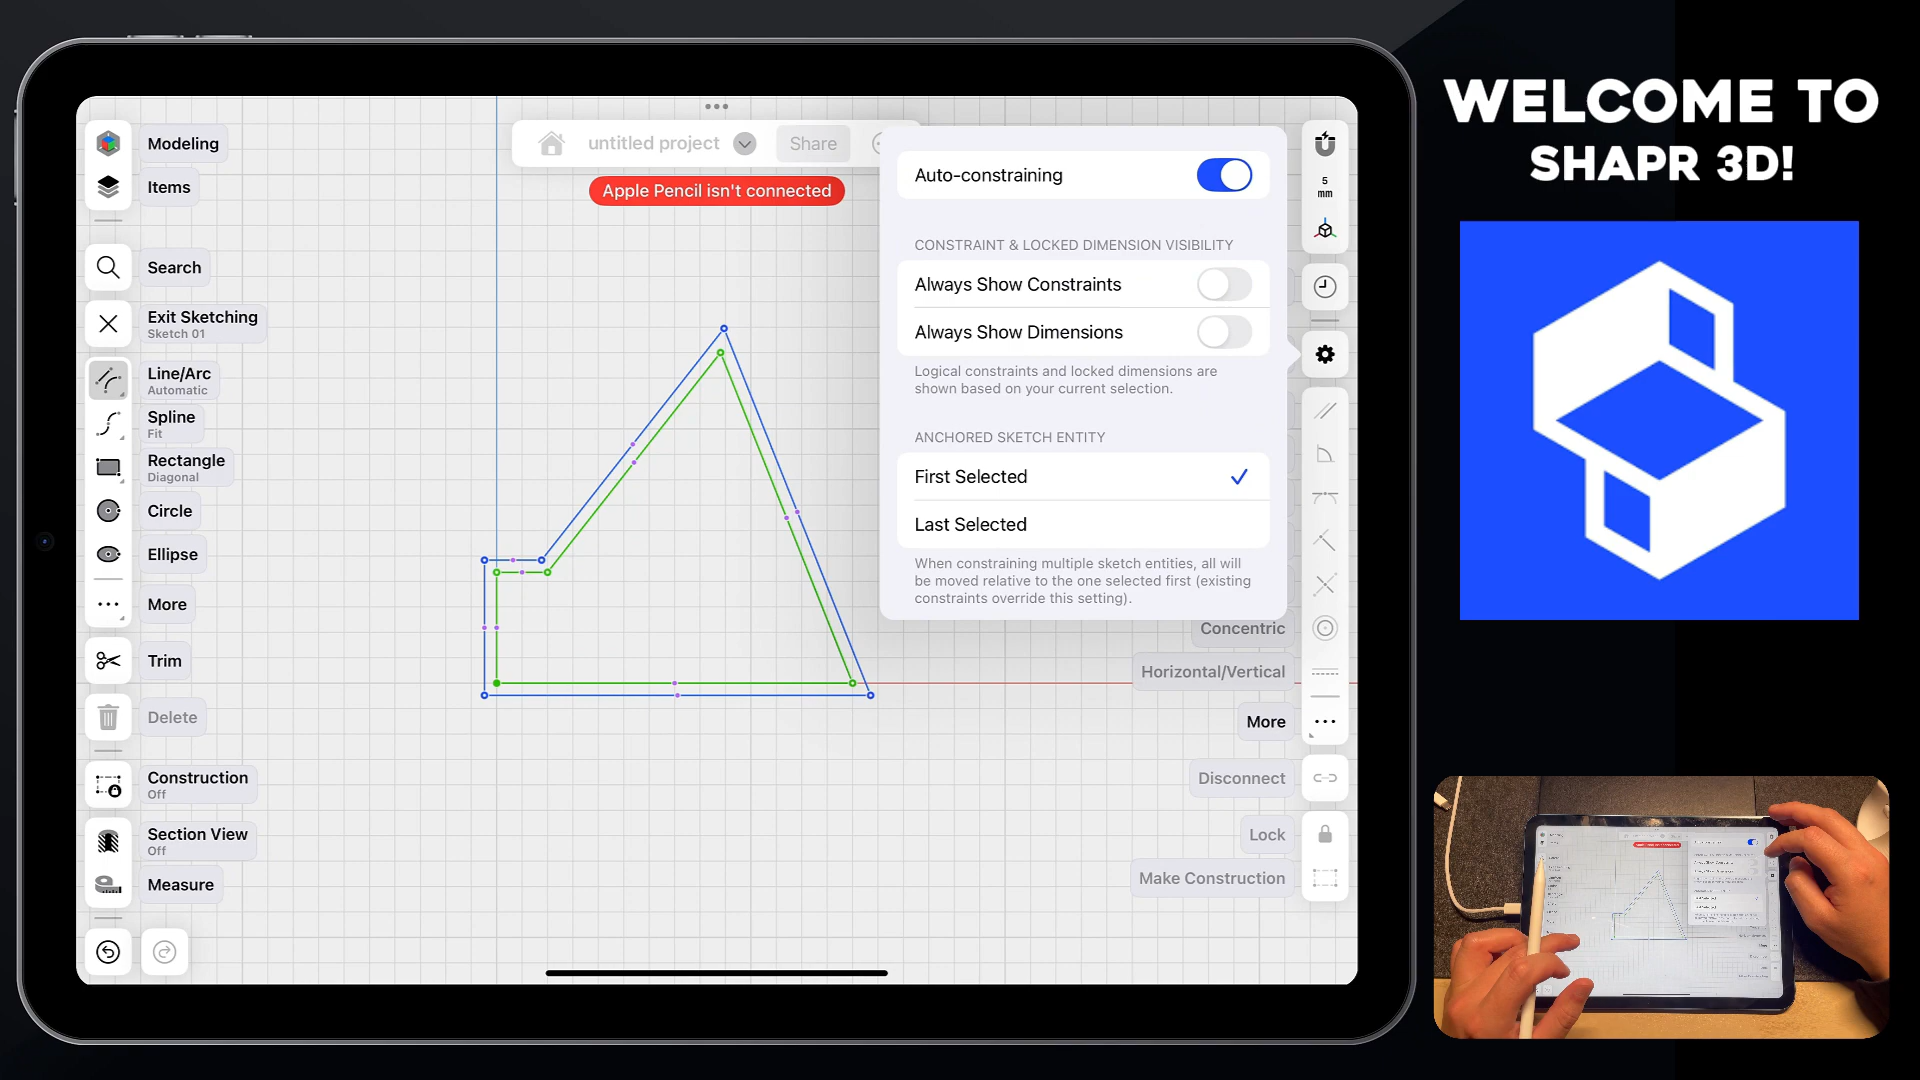 Modeling
Items
Search
Exit Sketching
Sketch 01
Line/Arc
Automatic
Spline
Fit
Rectangle
Diagonal
Circle
Ellipse
More
Trim
Delete
Construction
Off
Section View
Off
Measure
untitled project
Share
Apple Pencil isn't connected
Auto-constraining
CONSTRAINT & LOCKED DIMENSION VISIBILITY
Always Show Constraints
Always Show Dimensions
Logical constraints and locked dimensions are
shown based on your current selection.
ANCHORED SKETCH ENTITY
First Selected
Last Selected
When constraining multiple sketch entities, all will
be moved relative to the one selected first (existing
constraints override this setting).
Concentric
Horizontal/Vertical
More
Disconnect
Lock
Make Construction
5
mm
WELCOME TO
SHAPR 3D!